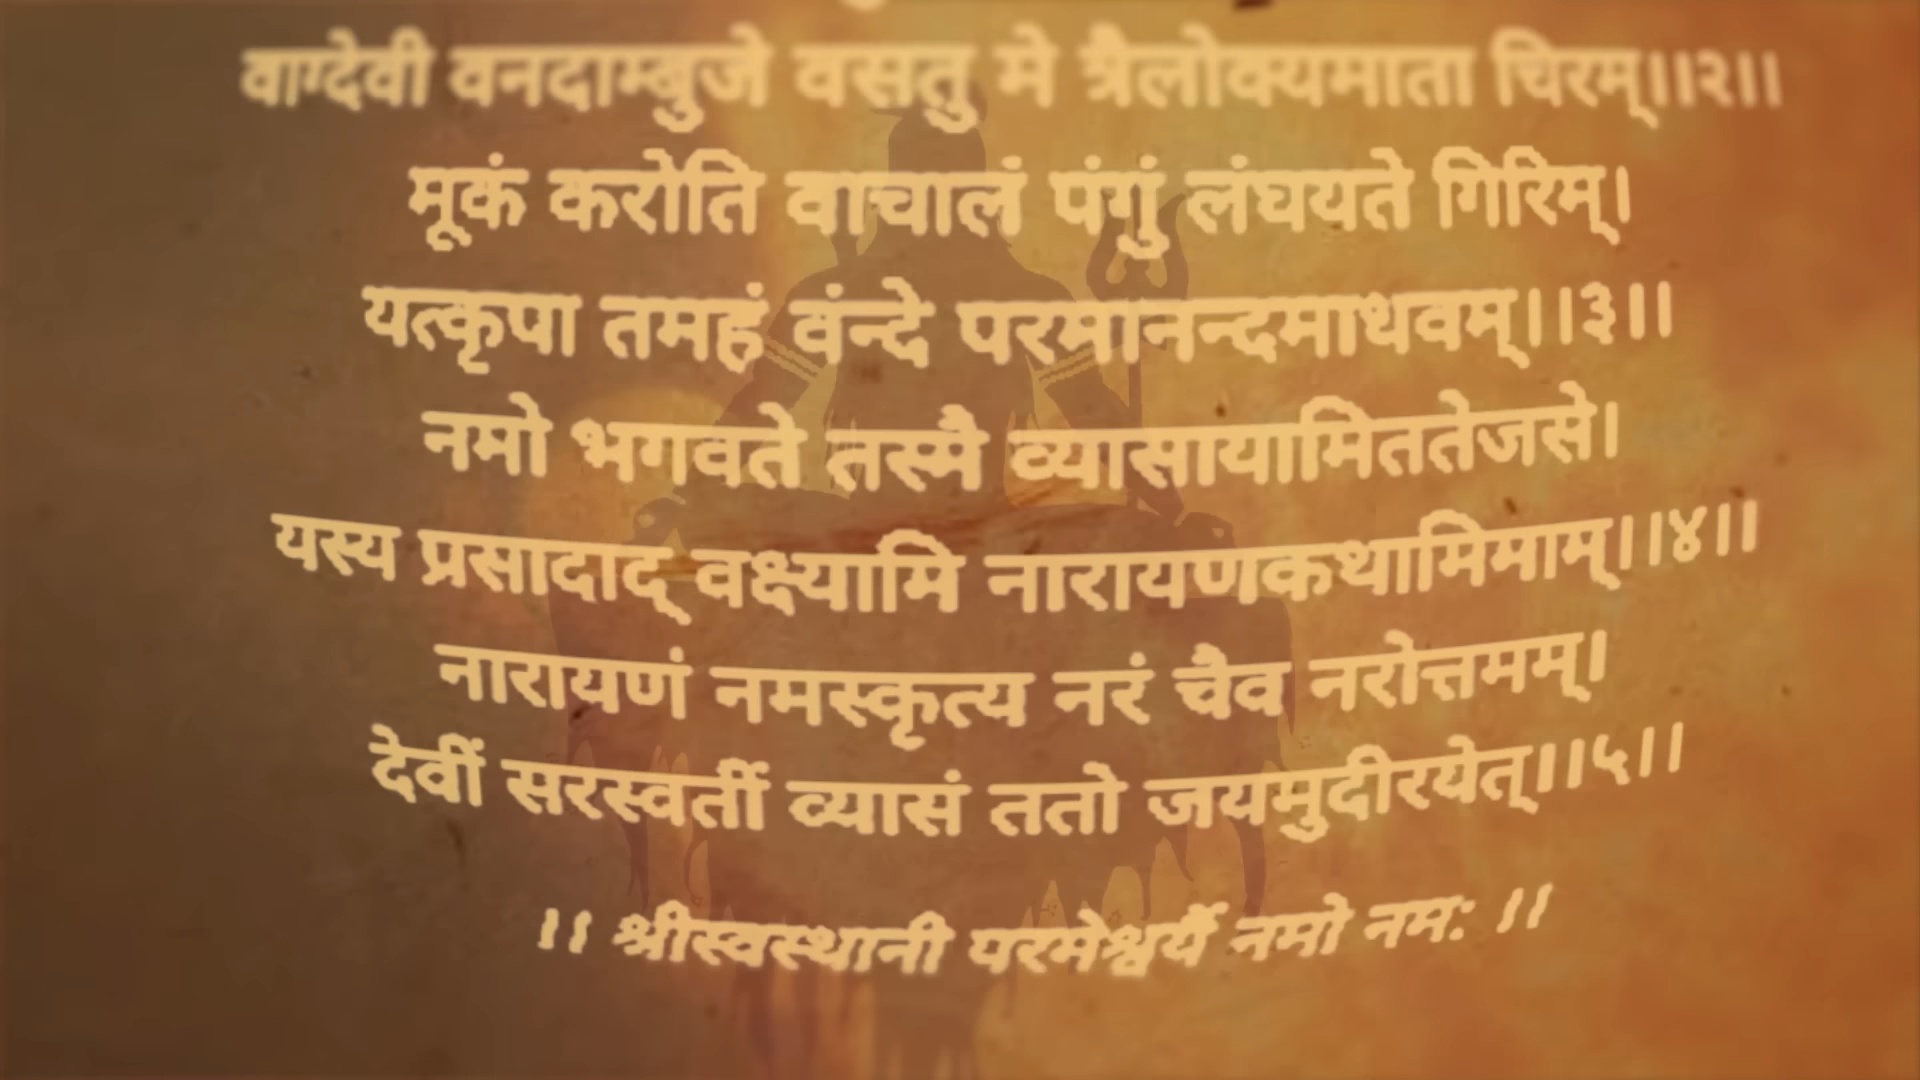 वाग्देवी वनदाम्बुजे वसतु मे त्रैलोक्यमाता चिरम्।।२।।
मूकं करोति वाचालं पंगुं लंघयते गिरिम्।
यत्कृपा तमहं वंन्दे परमानन्दमाधवम्।।३।।
नमो भगवते तस्मै व्यासायामिततेजसे।
यस्य प्रसादाद् वक्ष्यामि नारायणकथामिमाम्।।४।।
नारायणं नमस्कृत्य नरं चैव नरोत्तमम्।
देवीं सरस्वतीं व्यासं ततो जयमुदीरयेत्।।५।।
।। श्रीस्वस्थानी परमेश्वर्यै नमो नम: ।।